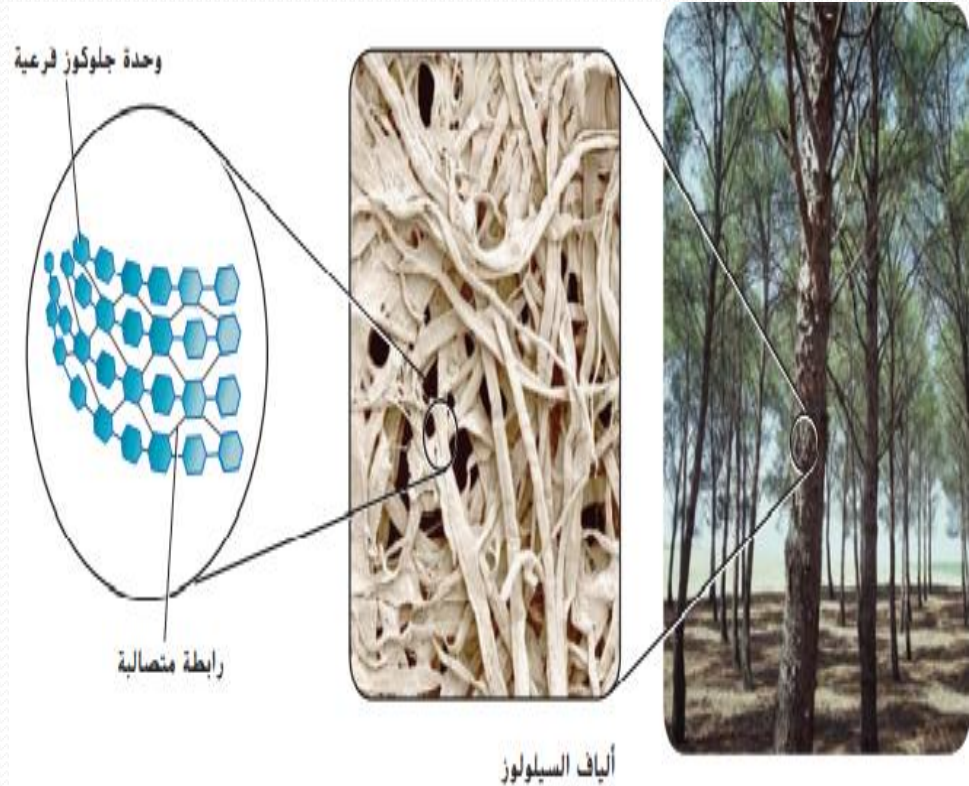 وحدة جلوكوز فرعية
رابطة متصالبة
ألياف السيلولوز